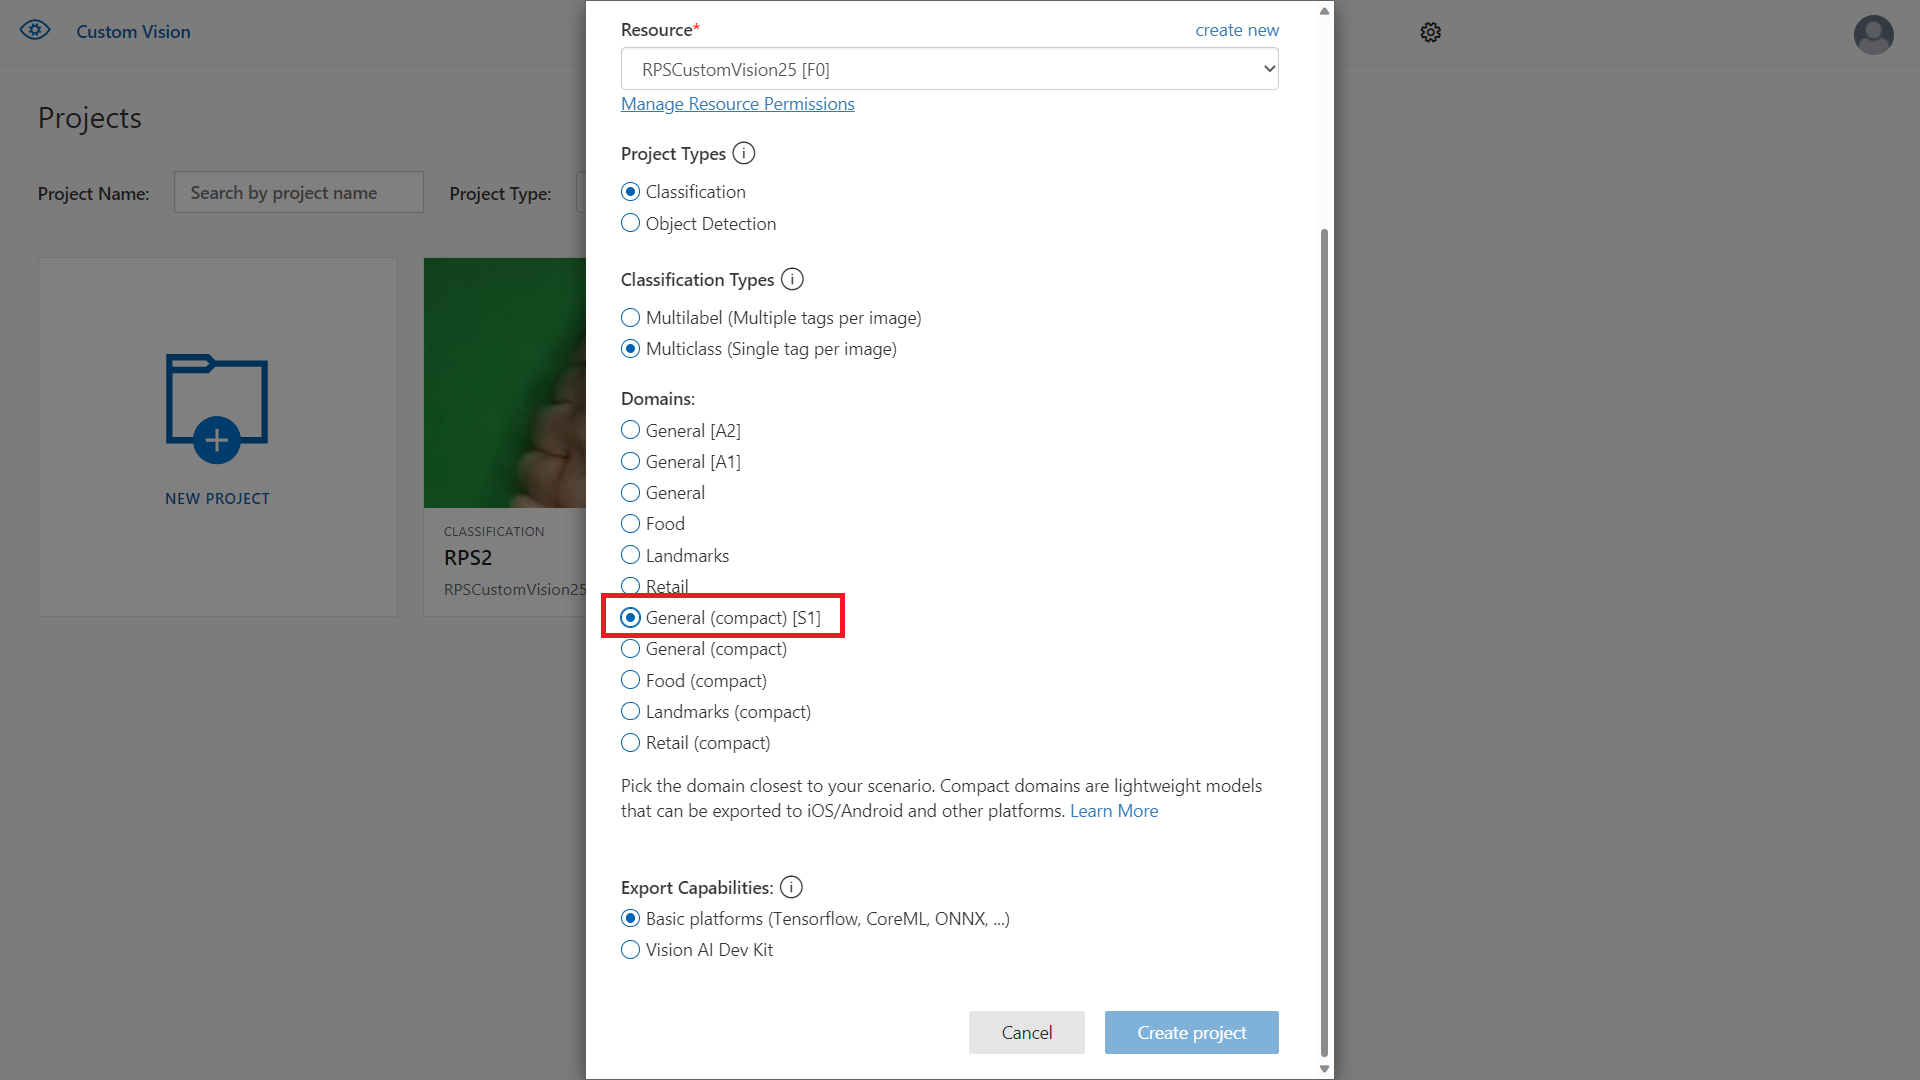 Custom Vision
Projects
Project Name:
Search by project name
Project Type:
NEW PROJECT
CLASSIFICATION
RPS2
RPSCustomVision25
Resource*
create new
RPSCustomVision25 [F0]
Manage Resource Permissions
Project Types
Classification
Object Detection
Classification Types
Multilabel (Multiple tags per image)
Multiclass (Single tag per image)
Domains:
General [A2]
General [A1]
General
Food
Landmarks
Retail
General (compact) [S1]
General (compact)
Food (compact)
Landmarks (compact)
Retail (compact)
Pick the domain closest to your scenario. Compact domains are lightweight models
that can be exported to iOS/Android and other platforms. Learn More
Export Capabilities:
Basic platforms (Tensorflow, CoreML, ONNX, ...)
Vision AI Dev Kit
Cancel
Create project